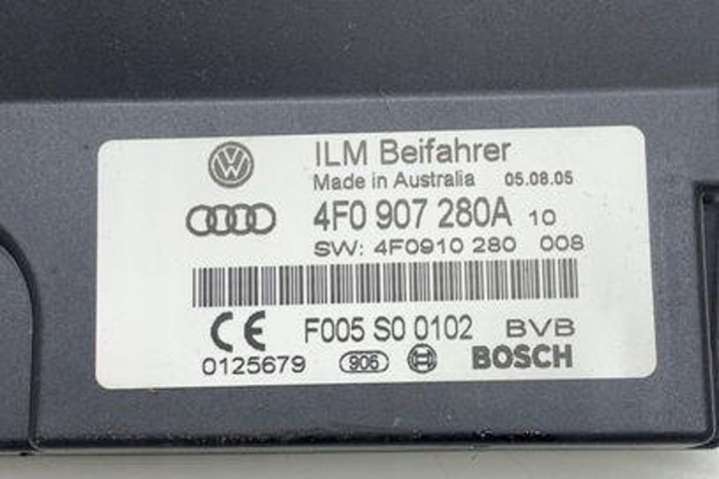 ILM Beifahrer
Made in Australia 05.08.05
4F0 907 280A 10
SW: 4F0910 280 008
CE F005 S0 0102 BVB
0125679 906 BOSCH